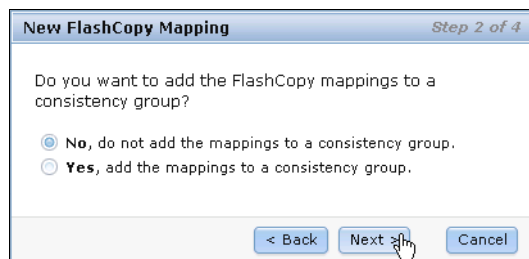 New FlashCopy Mapping
Step 2 of 4
Do you want to add the FlashCopy mappings to a
consistency group?
No, do not add the mappings to a consistency group.
Yes, add the mappings to a consistency group.
< Back
Next >
Cancel